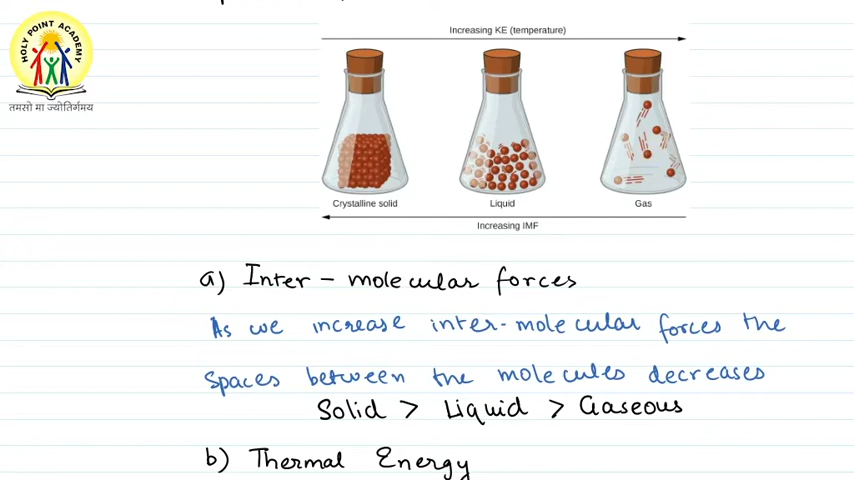 HOLY POINT ACADEMY
तमसो मा ज्योतिर्गमय
Increasing KE (temperature)
Crystalline solid Liquid Gas
Increasing IMF
a) Inter - molecular forces
As we increase inter-molecular forces the
spaces between the molecules decreases
Solid > Liquid > Gaseous
b) Thermal Energy